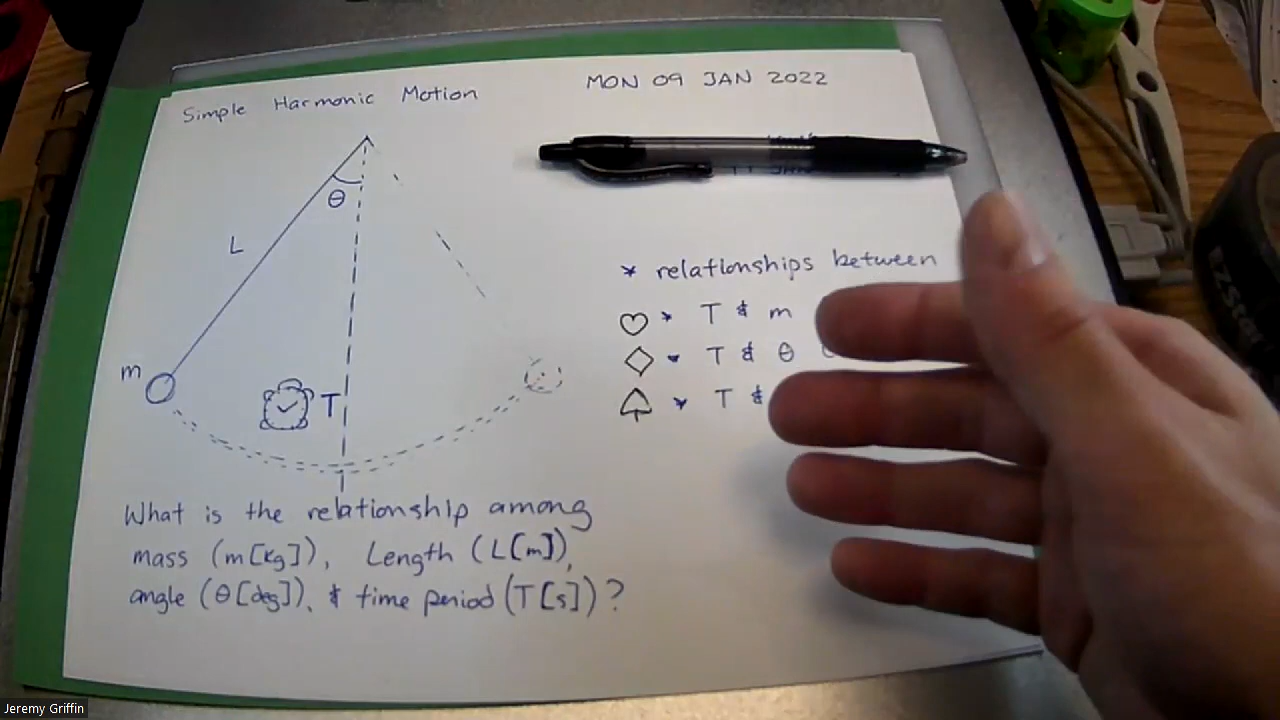 Simple Harmonic Motion
MON 09 JAN 2022
θ
L
m
T
* relationships between
* T & m
* T & θ
* T &
What is the relationship among
mass (m[kg]), Length (L[m]),
angle (θ[deg]), & time period (T[s])?
EZStar
Jeremy Griffin